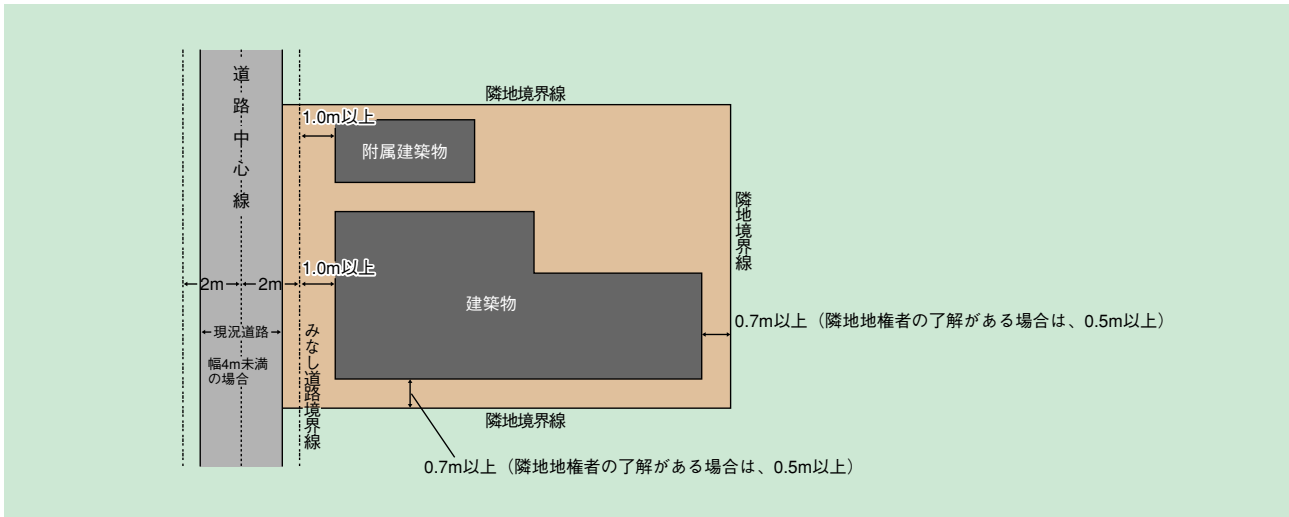 道路中心線
隣地境界線
1.0m以上
附属建築物
隣地境界線
1.0m以上
2m
2m
建築物
0.7m以上（隣地地権者の了解がある場合は、0.5m以上）
現況道路
幅4m未満
の場合
みなし道路境界線
隣地境界線
0.7m以上（隣地地権者の了解がある場合は、0.5m以上）